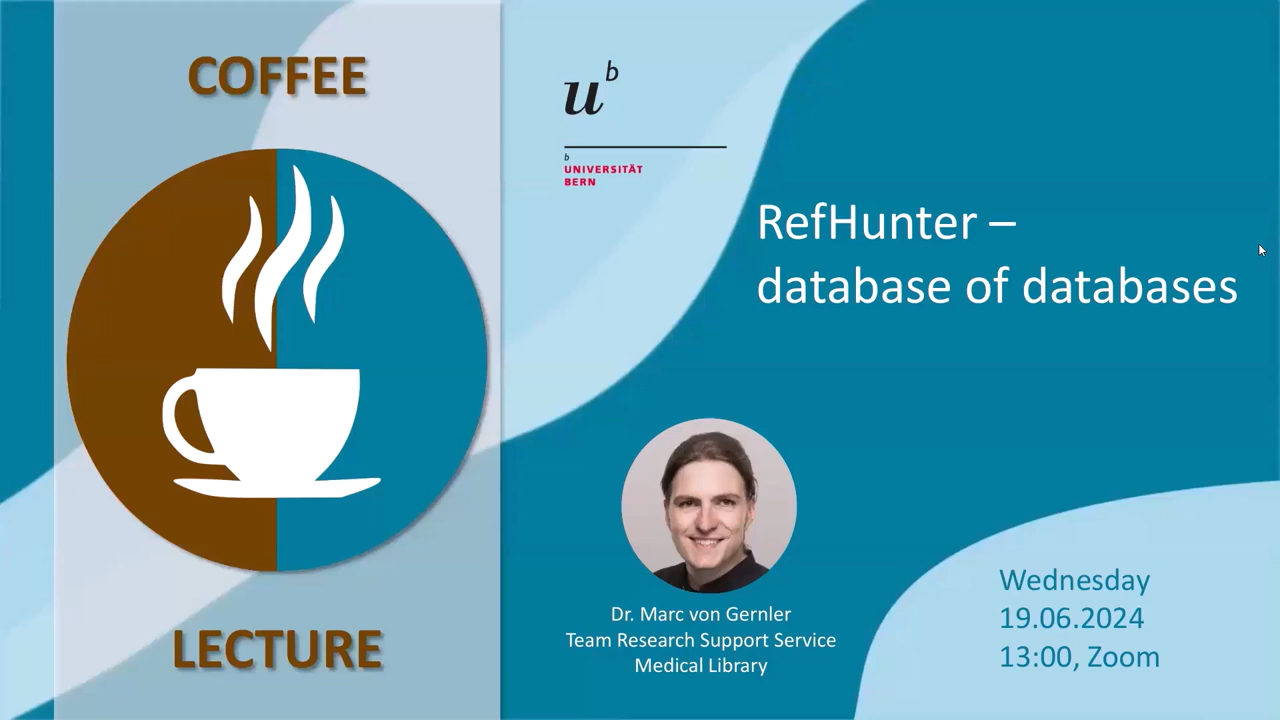 COFFEE
LECTURE
u^b
b
UNIVERSITÄT
BERN
RefHunter –
database of databases
Dr. Marc von Gernler
Team Research Support Service
Medical Library
Wednesday
19.06.2024
13:00, Zoom